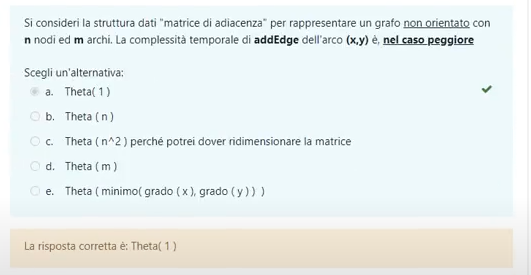 Si consideri la struttura dati "matrice di adiacenza" per rappresentare un grafo non orientato con
n nodi ed m archi. La complessità temporale di addEdge dell'arco (x,y) è, nel caso peggiore
Scegli un'alternativa:
a. Theta( 1 )
b. Theta ( n )
c. Theta ( n^2 ) perché potrei dover ridimensionare la matrice
d. Theta ( m )
e. Theta ( minimo( grado ( x ), grado ( y ) ) )
La risposta corretta è: Theta( 1 )